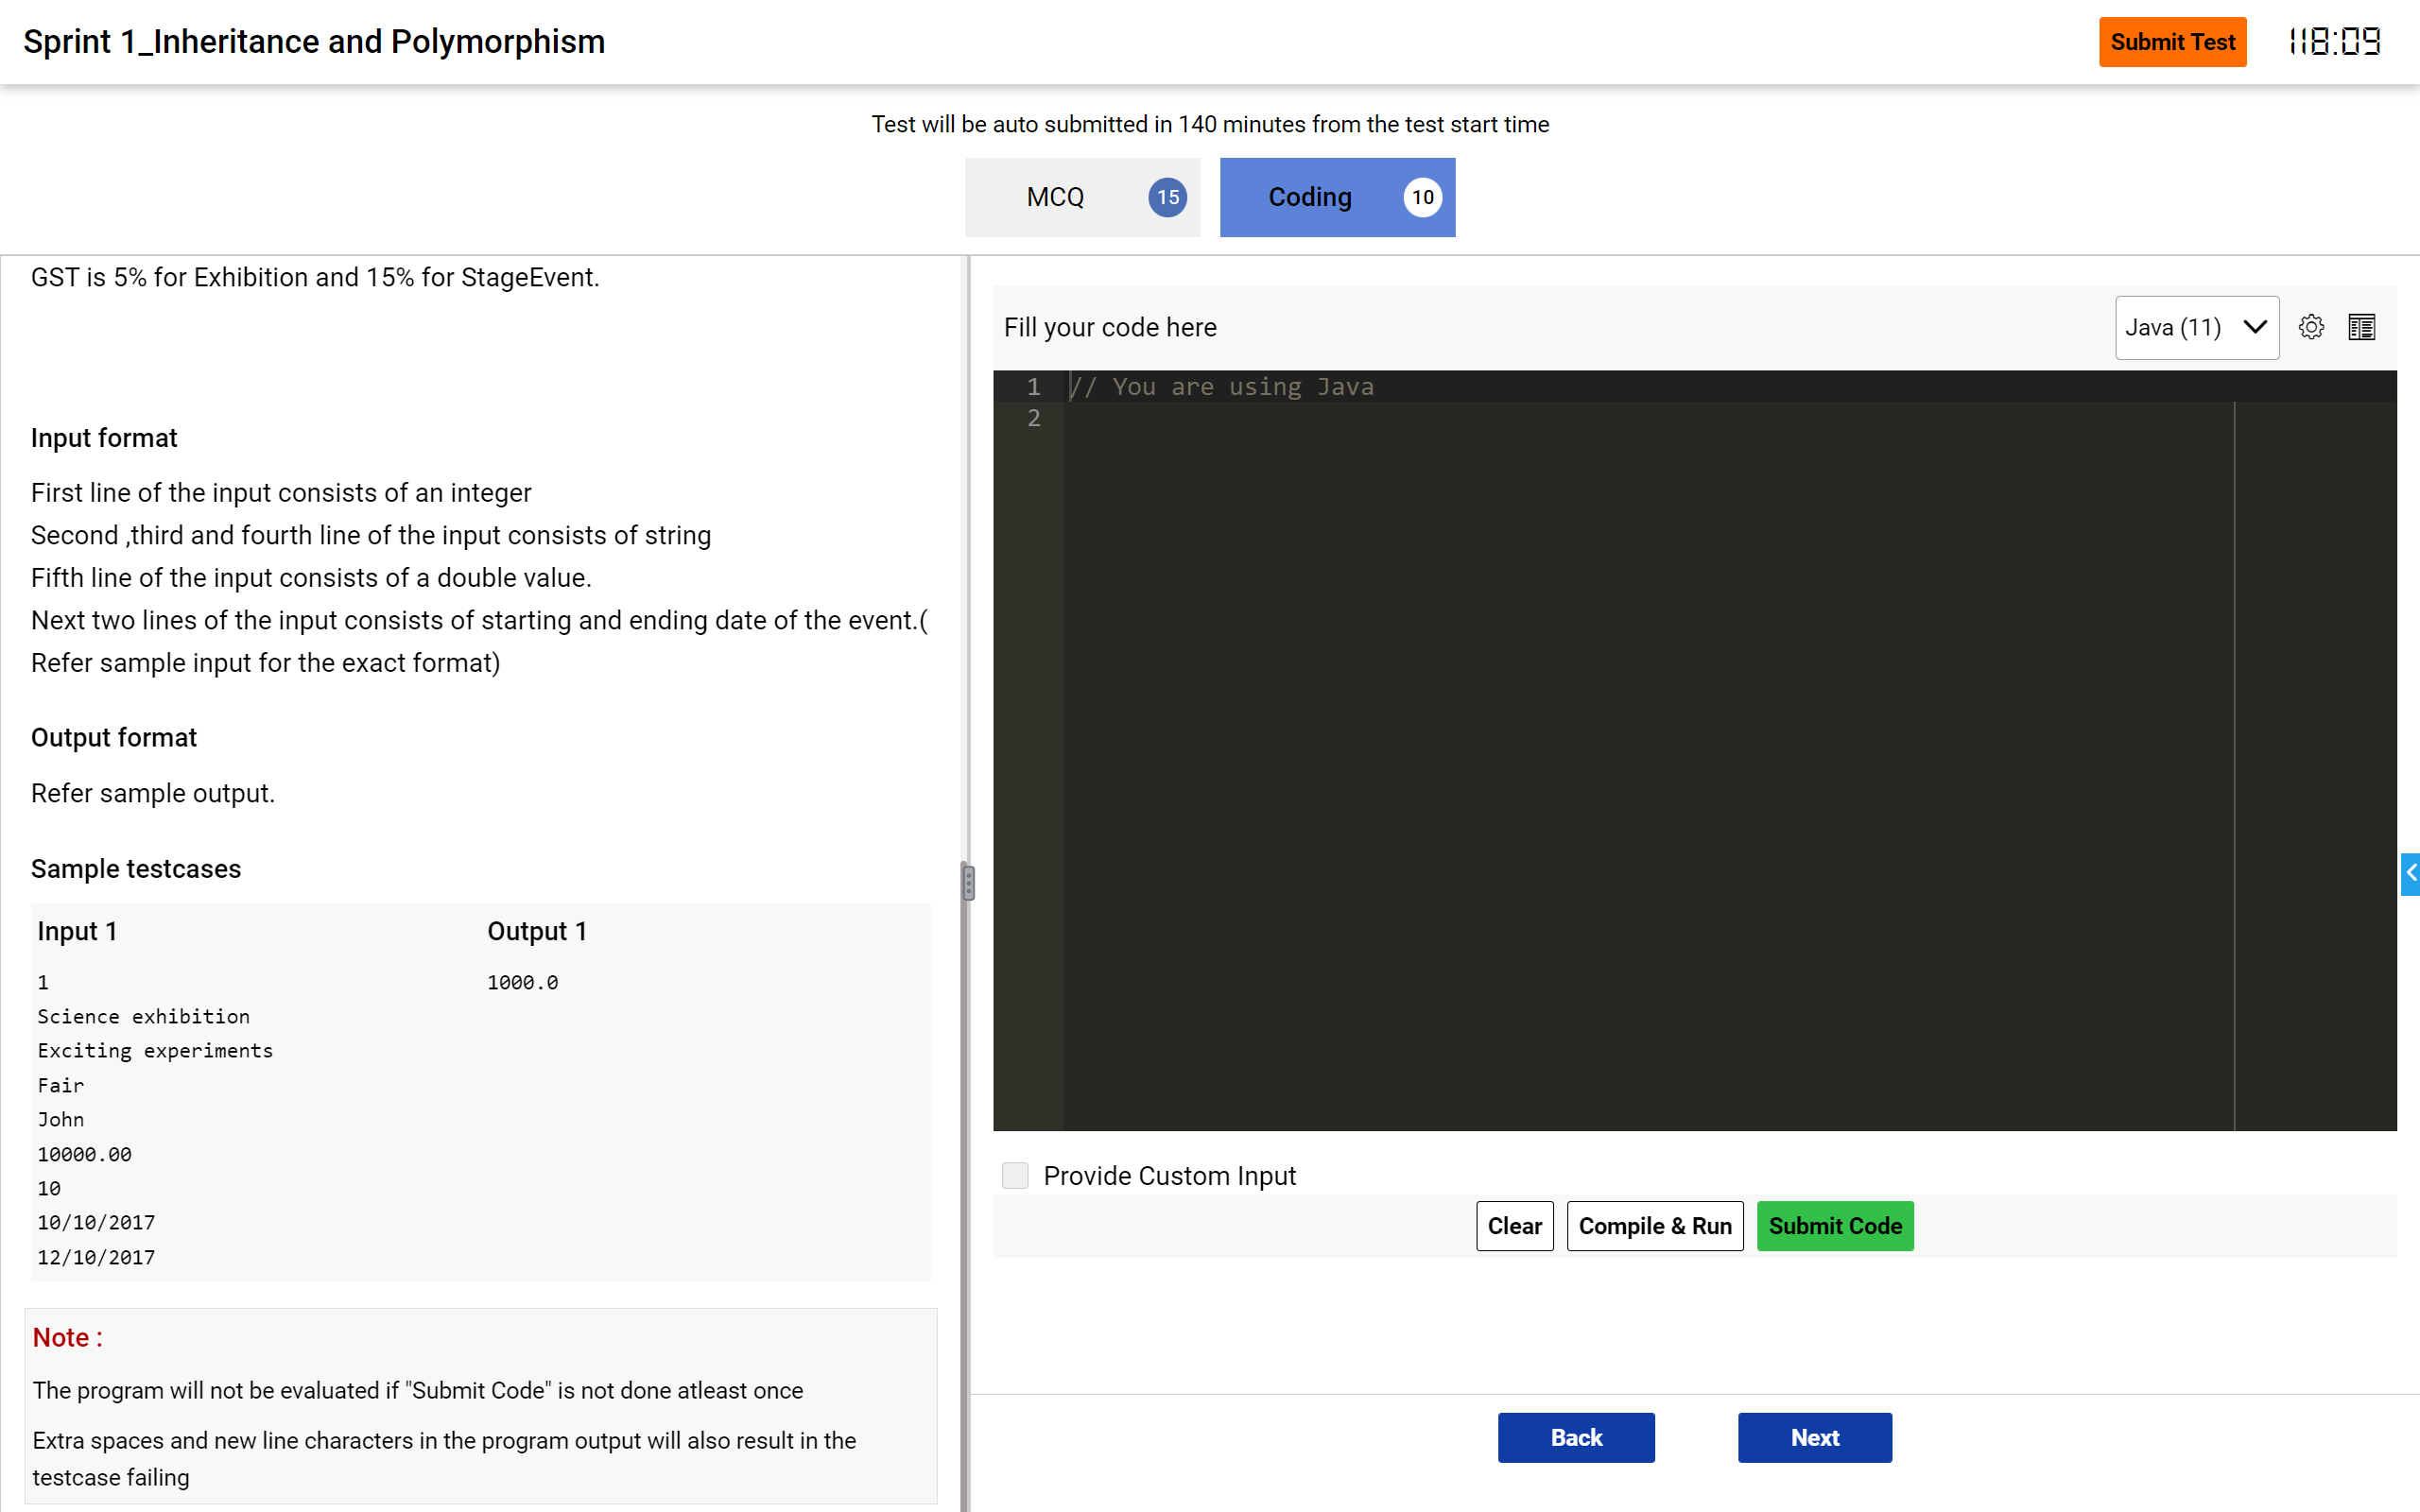 Sprint 1_Inheritance and Polymorphism
Submit Test
118:09
Test will be auto submitted in 140 minutes from the test start time
MCQ 15
Coding 10
GST is 5% for Exhibition and 15% for StageEvent.
Input format
First line of the input consists of an integer
Second ,third and fourth line of the input consists of string
Fifth line of the input consists of a double value.
Next two lines of the input consists of starting and ending date of the event.(
Refer sample input for the exact format)
Output format
Refer sample output.
Sample testcases
Input 1
Output 1
1
1000.0
Science exhibition
Exciting experiments
Fair
John
10000.00
10
10/10/2017
12/10/2017
Note :
The program will not be evaluated if "Submit Code" is not done atleast once
Extra spaces and new line characters in the program output will also result in the
testcase failing
Fill your code here
Java (11)
1 // You are using Java
2
Provide Custom Input
Clear
Compile & Run
Submit Code
Back
Next